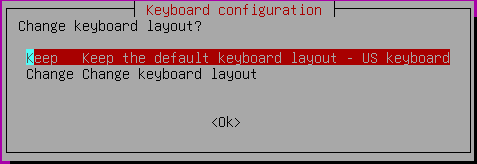 Keyboard configuration
Change keyboard layout?
Keep Keep the default keyboard layout - US keyboard
Change Change keyboard layout
<Ok>